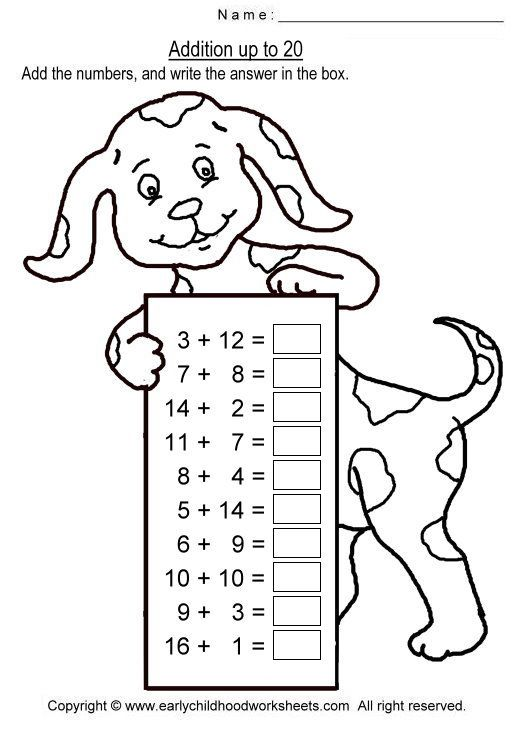 Name: ______________________________
Addition up to 20
Add the numbers, and write the answer in the box.
3 + 12 =
7 + 8 =
14 + 2 =
11 + 7 =
8 + 4 =
5 + 14 =
6 + 9 =
10 + 10 =
9 + 3 =
16 + 1 =
Copyright © www.earlychildhoodworksheets.com All right reserved.